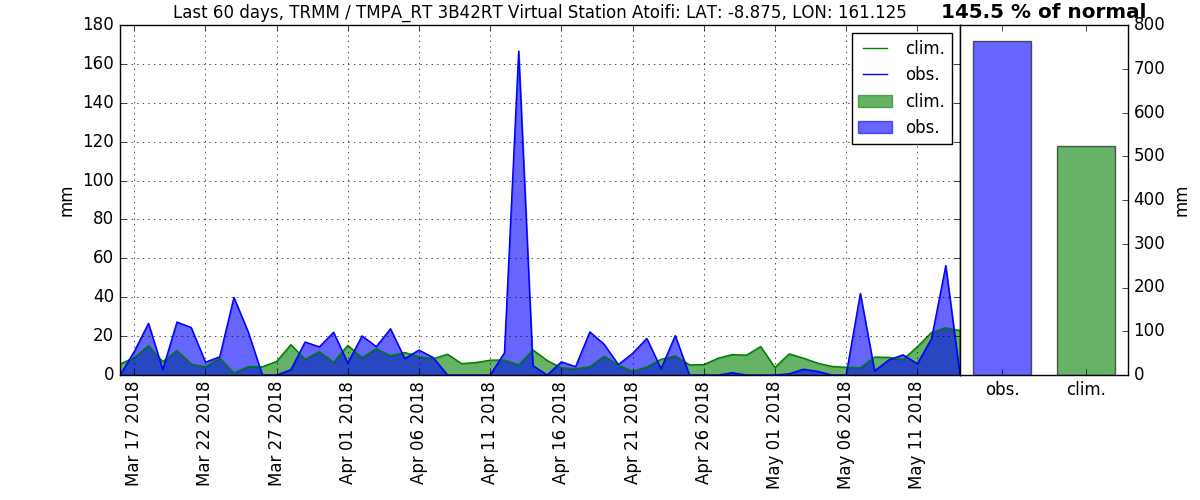 Last 60 days, TRMM / TMPA_RT 3B42RT Virtual Station Atoifi: LAT: -8.875, LON: 161.125
145.5 % of normal
180
160
140
120
100
80
60
40
20
0
mm
clim.
obs.
clim.
obs.
Mar 17 2018
Mar 22 2018
Mar 27 2018
Apr 01 2018
Apr 06 2018
Apr 11 2018
Apr 16 2018
Apr 21 2018
Apr 26 2018
May 01 2018
May 06 2018
May 11 2018
800
700
600
500
400
300
200
100
0
mm
obs.
clim.